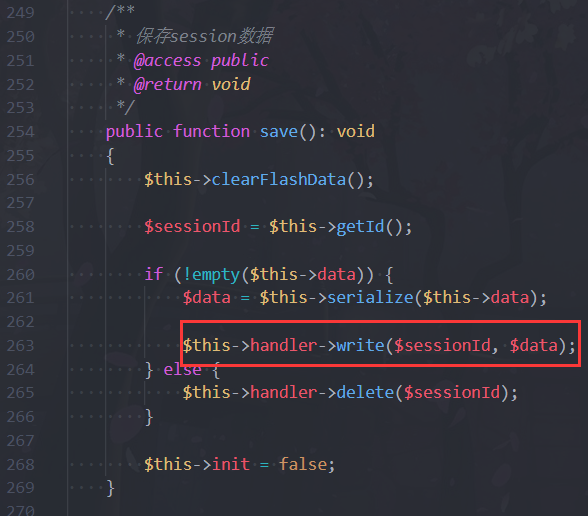 249 /**
250 * 保存session数据
251 * @access public
252 * @return void
253 */
254 public function save(): void
255 {
256 $this->clearFlashData();
257
258 $sessionId = $this->getId();
259
260 if (!empty($this->data)) {
261 $data = $this->serialize($this->data);
262
263 $this->handler->write($sessionId, $data);
264 } else {
265 $this->handler->delete($sessionId);
266 }
267
268 $this->init = false;
269 }
270